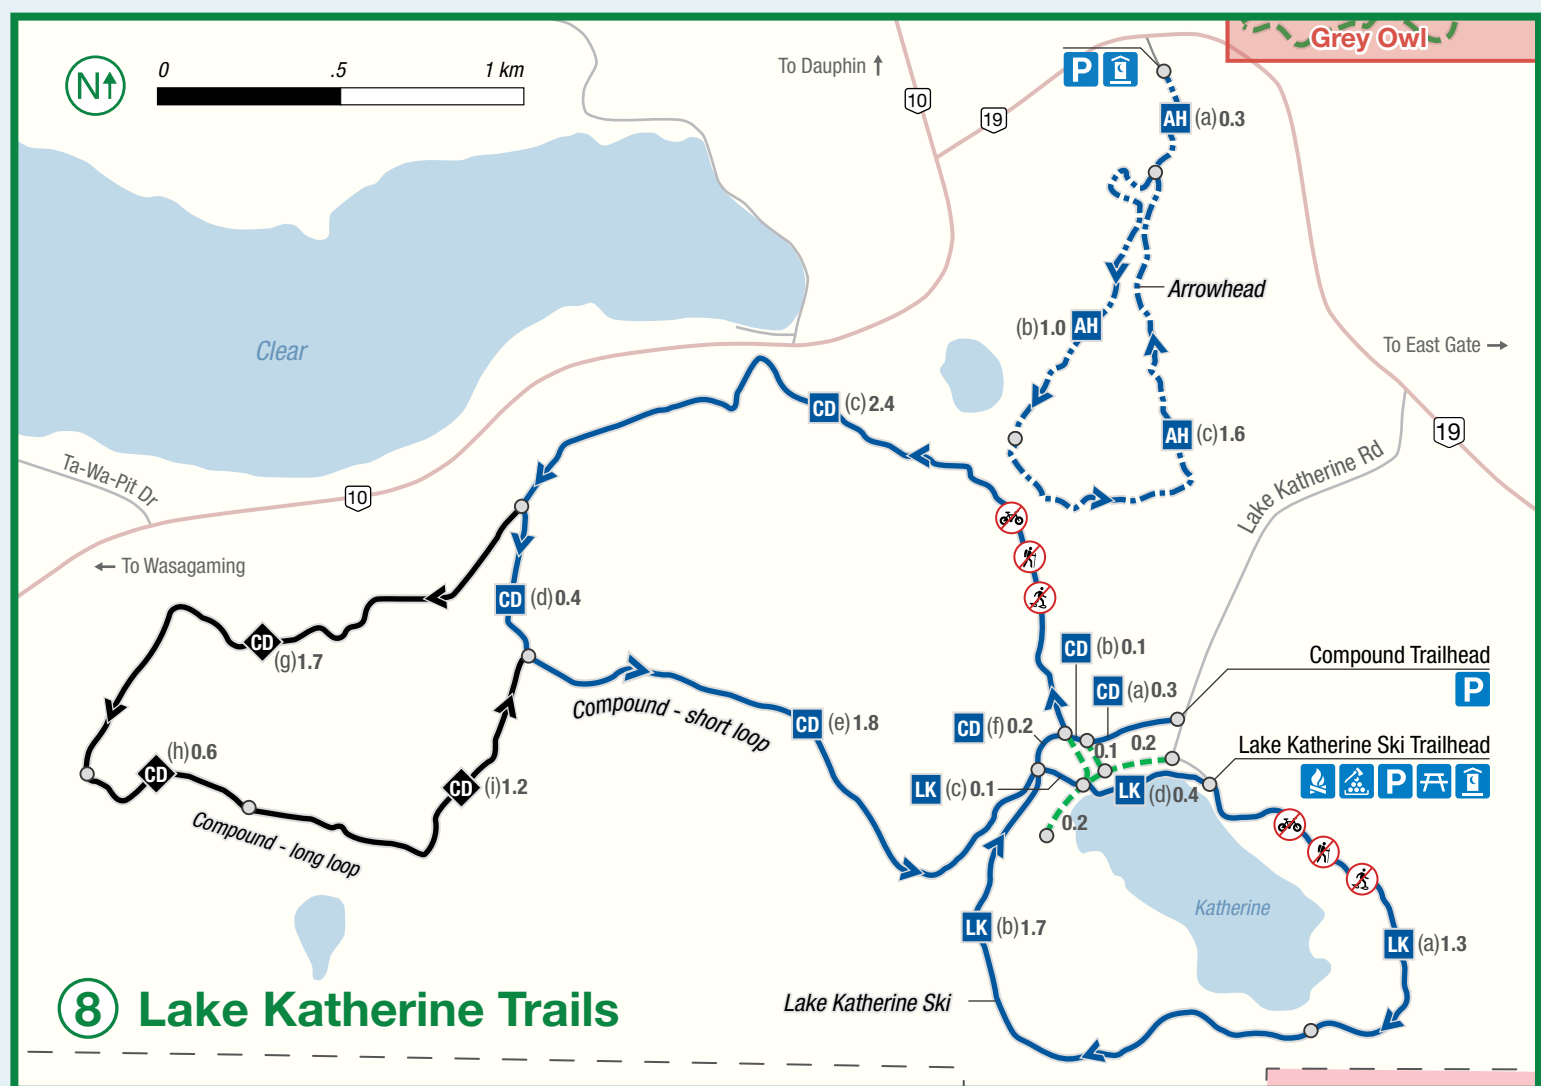 N
0 .5 1 km
To Dauphin ↑
10
19
P
Grey Owl
AH (a) 0.3
Clear
Arrowhead
(b) 1.0 AH
To East Gate →
CD (c) 2.4
AH (c) 1.6
19
Ta-Wa-Pit Dr
10
Lake Katherine Rd
← To Wasagaming
CD (d) 0.4
CD (g) 1.7
CD (b) 0.1
Compound Trailhead
P
CD (a) 0.3
Compound - short loop
CD (e) 1.8
CD (f) 0.2
0.1 0.2
Lake Katherine Ski Trailhead
P
(h) 0.6
CD
CD (i) 1.2
LK (c) 0.1
LK (d) 0.4
0.2
Compound - long loop
Katherine
LK (b) 1.7
LK (a) 1.3
Lake Katherine Ski
8 Lake Katherine Trails